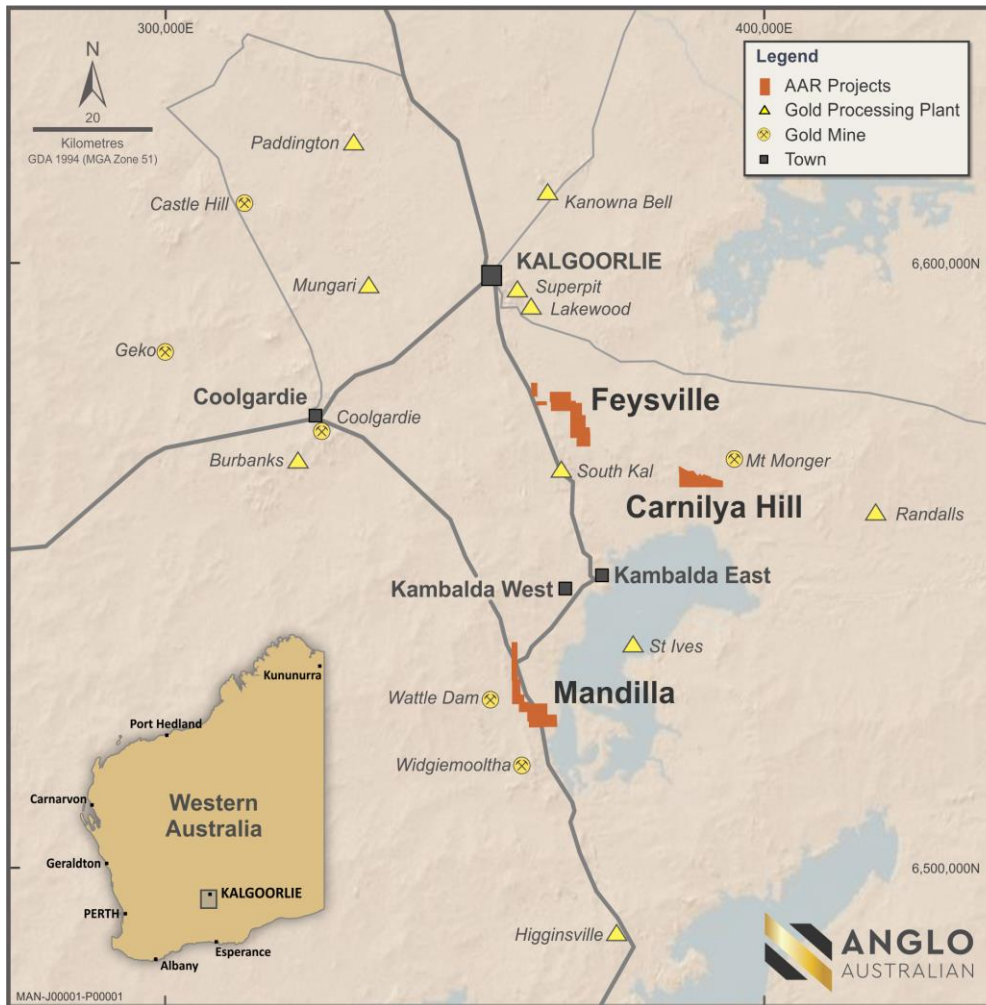 300,000E
400,000E
N
20
Kilometres
GDA 1994 (MGA Zone 51)
Legend
AAR Projects
Gold Processing Plant
Gold Mine
Town
Paddington
Castle Hill
Kanowna Bell
KALGOORLIE
6,600,000N
Mungari
Superpit
Lakewood
Geko
Coolgardie
Coolgardie
Feysville
Burbanks
South Kal
Mt Monger
Carnilya Hill
Randalls
Kambalda East
Kambalda West
St Ives
Mandilla
Wattle Dam
Widgiemooltha
Kununurra
Port Hedland
Carnarvon
Western
Australia
Geraldton
KALGOORLIE
PERTH
Esperance
Albany
6,500,000N
Higginsville
ANGLO
AUSTRALIAN
MAN-J00001-P00001